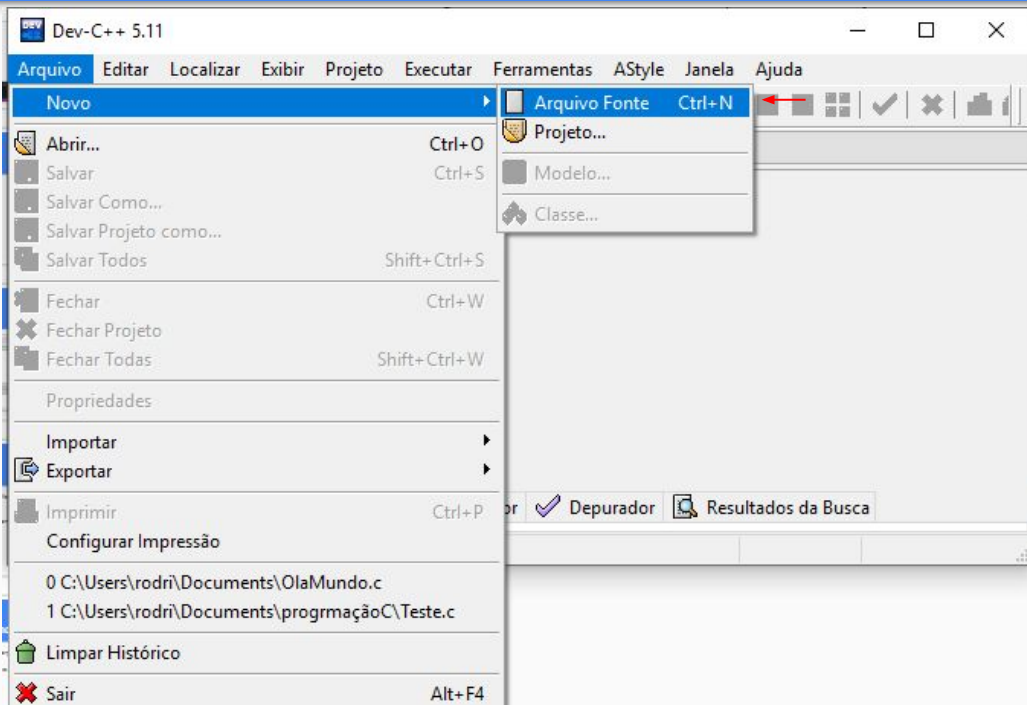 Dev-C++ 5.11
Arquivo Editar Localizar Exibir Projeto Executar Ferramentas AStyle Janela Ajuda
Novo
Arquivo Fonte Ctrl+N
Projeto...
Modelo...
Classe...
Abrir... Ctrl+O
Salvar Ctrl+S
Salvar Como...
Salvar Projeto como...
Salvar Todos Shift+Ctrl+S
Fechar Ctrl+W
Fechar Projeto
Fechar Todas Shift+Ctrl+W
Propriedades
Importar
Exportar
Imprimir Ctrl+P
Depurador Resultados da Busca
Configurar Impressão
0 C:\Users\rodri\Documents\OlaMundo.c
1 C:\Users\rodri\Documents\progrmaçãoC\Teste.c
Limpar Histórico
Sair Alt+F4